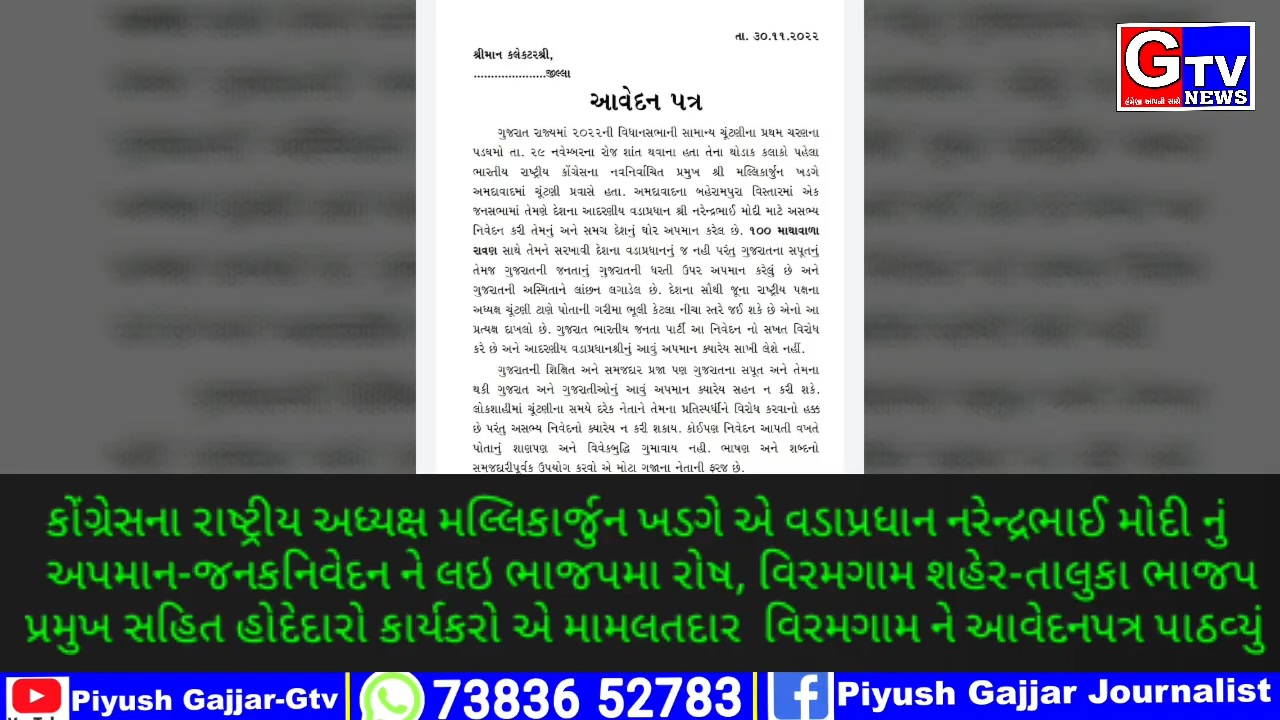 તા. ૩૦.૧૧.૨૦૨૨
શ્રીમાન કલેકટરશ્રી,
.....................જીલ્લા
આવેદન પત્ર
ગુજરાત રાજ્યમાં ૨૦૨૨ની વિધાનસભાની સામાન્ય ચૂંટણીના પ્રથમ ચરણના
પડઘમો તા. ૨૯ નવેમ્બરના રોજ શાંત થવાના હતા તેના થોડાક કલાકો પહેલા
ભારતીય રાષ્ટ્રીય કોંગ્રેસના નવનિર્વાચિત પ્રમુખ શ્રી મલ્લિકાર્જુન ખડગે
અમદાવાદમાં ચૂંટણી પ્રવાસે હતા. અમદાવાદના બહેરામપુરા વિસ્તારમાં એક
જનસભામાં તેમણે દેશના આદરણીય વડાપ્રધાન શ્રી નરેન્દ્રભાઈ મોદી માટે અસભ્ય
નિવેદન કરી તેમનું અને સમગ્ર દેશનું ઘોર અપમાન કરેલ છે. ૧૦૦ માથાવાળા
રાવણ સાથે તેમને સરખાવી દેશના વડાપ્રધાનનું જ નહી પરંતુ ગુજરાતના સપૂતનું
તેમજ ગુજરાતની જનતાનું ગુજરાતની ધરતી ઉપર અપમાન કરેલું છે અને
ગુજરાતની અસ્મિતાને લાંછન લગાડેલ છે. દેશના સૌથી જૂના રાષ્ટ્રીય પક્ષના
અધ્યક્ષ ચૂંટણી ટાણે પોતાની ગરીમા ભૂલી કેટલા નીચા સ્તરે જઈ શકે છે એનો આ
પ્રત્યક્ષ દાખલો છે. ગુજરાત ભારતીય જનતા પાર્ટી આ નિવેદન નો સખત વિરોધ
કરે છે અને આદરણીય વડાપ્રધાનશ્રીનું આવું અપમાન ક્યારેય સાખી લેશે નહીં.
ગુજરાતની શિક્ષિત અને સમજદાર પ્રજા પણ ગુજરાતના સપૂત અને તેમના
થકી ગુજરાત અને ગુજરાતીઓનું આવું અપમાન ક્યારેય સહન ન કરી શકે.
લોકશાહીમાં ચૂંટણીના સમયે દરેક નેતાને તેમના પ્રતિસ્પર્ધીને વિરોધ કરવાનો હક્ક
છે પરંતુ અસભ્ય નિવેદનો ક્યારેય ન કરી શકાય. કોઈપણ નિવેદન આપતી વખતે
પોતાનું શાણપણ અને વિવેકબુદ્ધિ ગુમાવાય નહી. ભાષણ અને શબ્દનો
સમજદારીપૂર્વક ઉપયોગ કરવો એ મોટા ગજાના નેતાની ફરજ છે.
GTV
હંમેશા આપની સાથે NEWS
કોંગ્રેસના રાષ્ટ્રીય અધ્યક્ષ મલ્લિકાર્જુન ખડગે એ વડાપ્રધાન નરેન્દ્રભાઈ મોદી નું
અપમાન-જનકનિવેદન ને લઇ ભાજપમા રોષ, વિરમગામ શહેર-તાલુકા ભાજપ
પ્રમુખ સહિત હોદેદારો કાર્યકરો એ મામલતદાર વિરમગામ ને આવેદનપત્ર પાઠવ્યું
Piyush Gajjar-Gtv 73836 52783 Piyush Gajjar Journalist